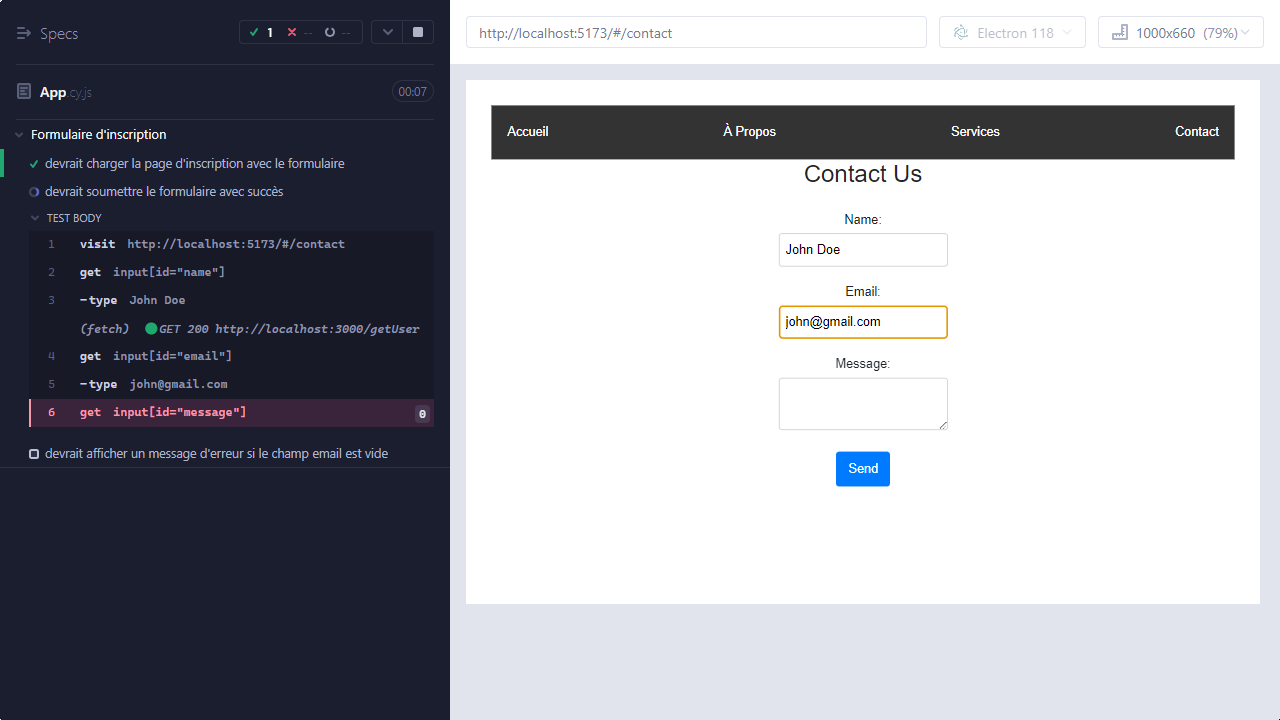 Specs
1 -- --
App.cy.js 00:07
Formulaire d'inscription
devrait charger la page d'inscription avec le formulaire
devrait soumettre le formulaire avec succès
TEST BODY
1 visit http://localhost:5173/#/contact
2 get input[id="name"]
3 -type John Doe
(fetch) GET 200 http://localhost:3000/getUser
4 get input[id="email"]
5 -type john@gmail.com
6 get input[id="message"] 0
devrait afficher un message d'erreur si le champ email est vide
http://localhost:5173/#/contact
Electron 118
1000x660 (79%)
Accueil À Propos Services Contact
Contact Us
Name:
John Doe
Email:
john@gmail.com
Message:
Send